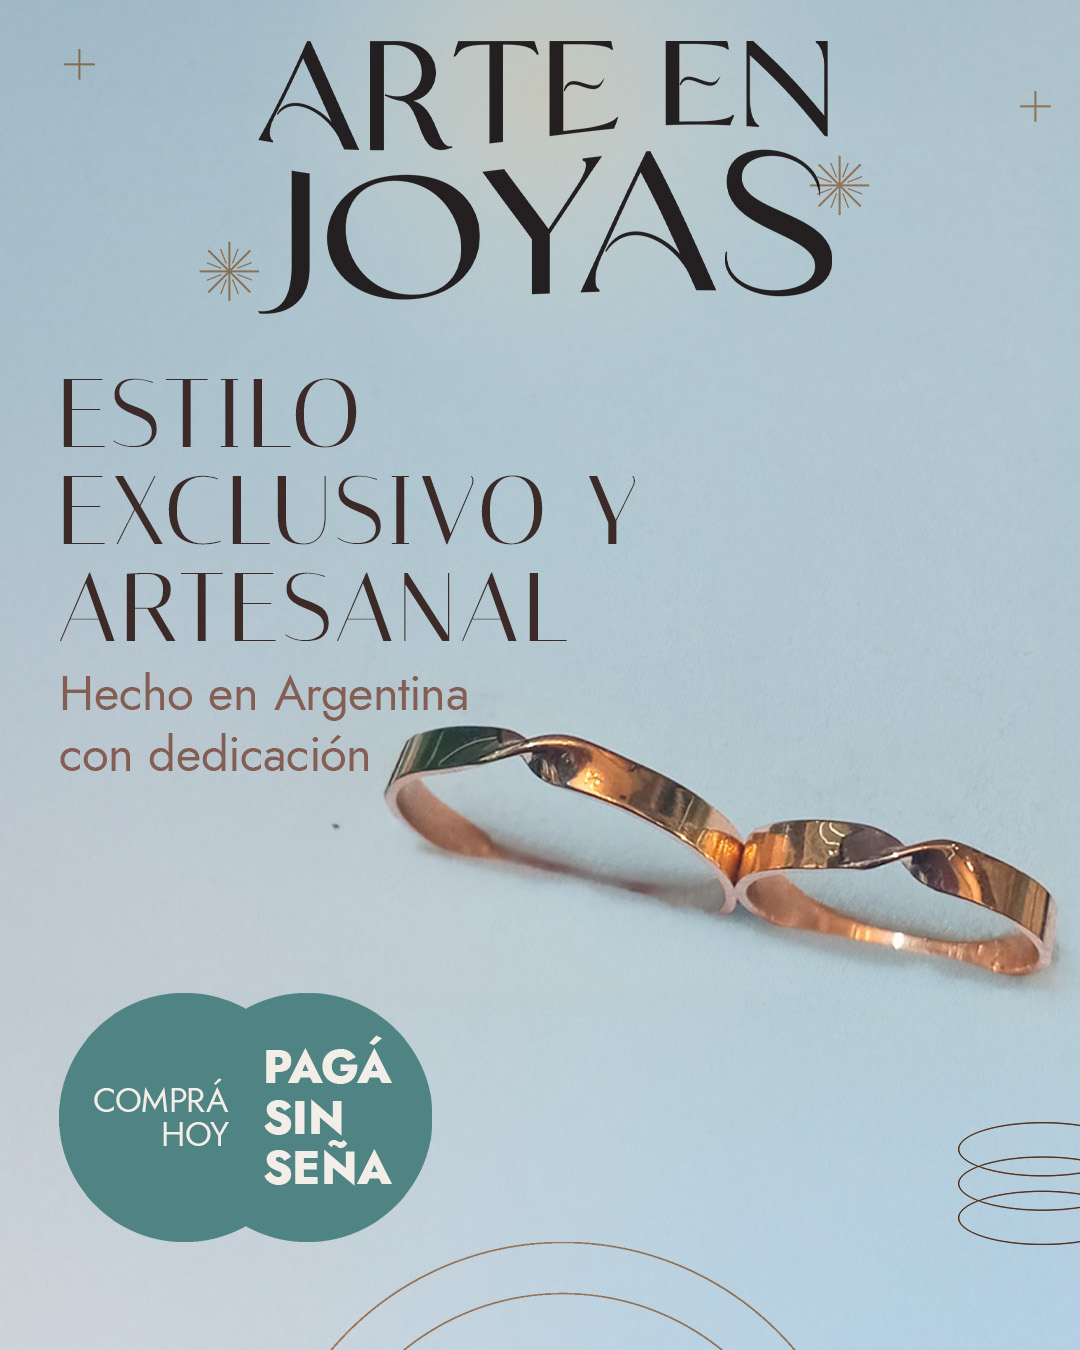 ARTE EN
JOYAS
ESTILO
EXCLUSIVO Y
ARTESANAL
Hecho en Argentina
con dedicación
COMPRÁ
HOY
PAGÁ
SIN
SEÑA